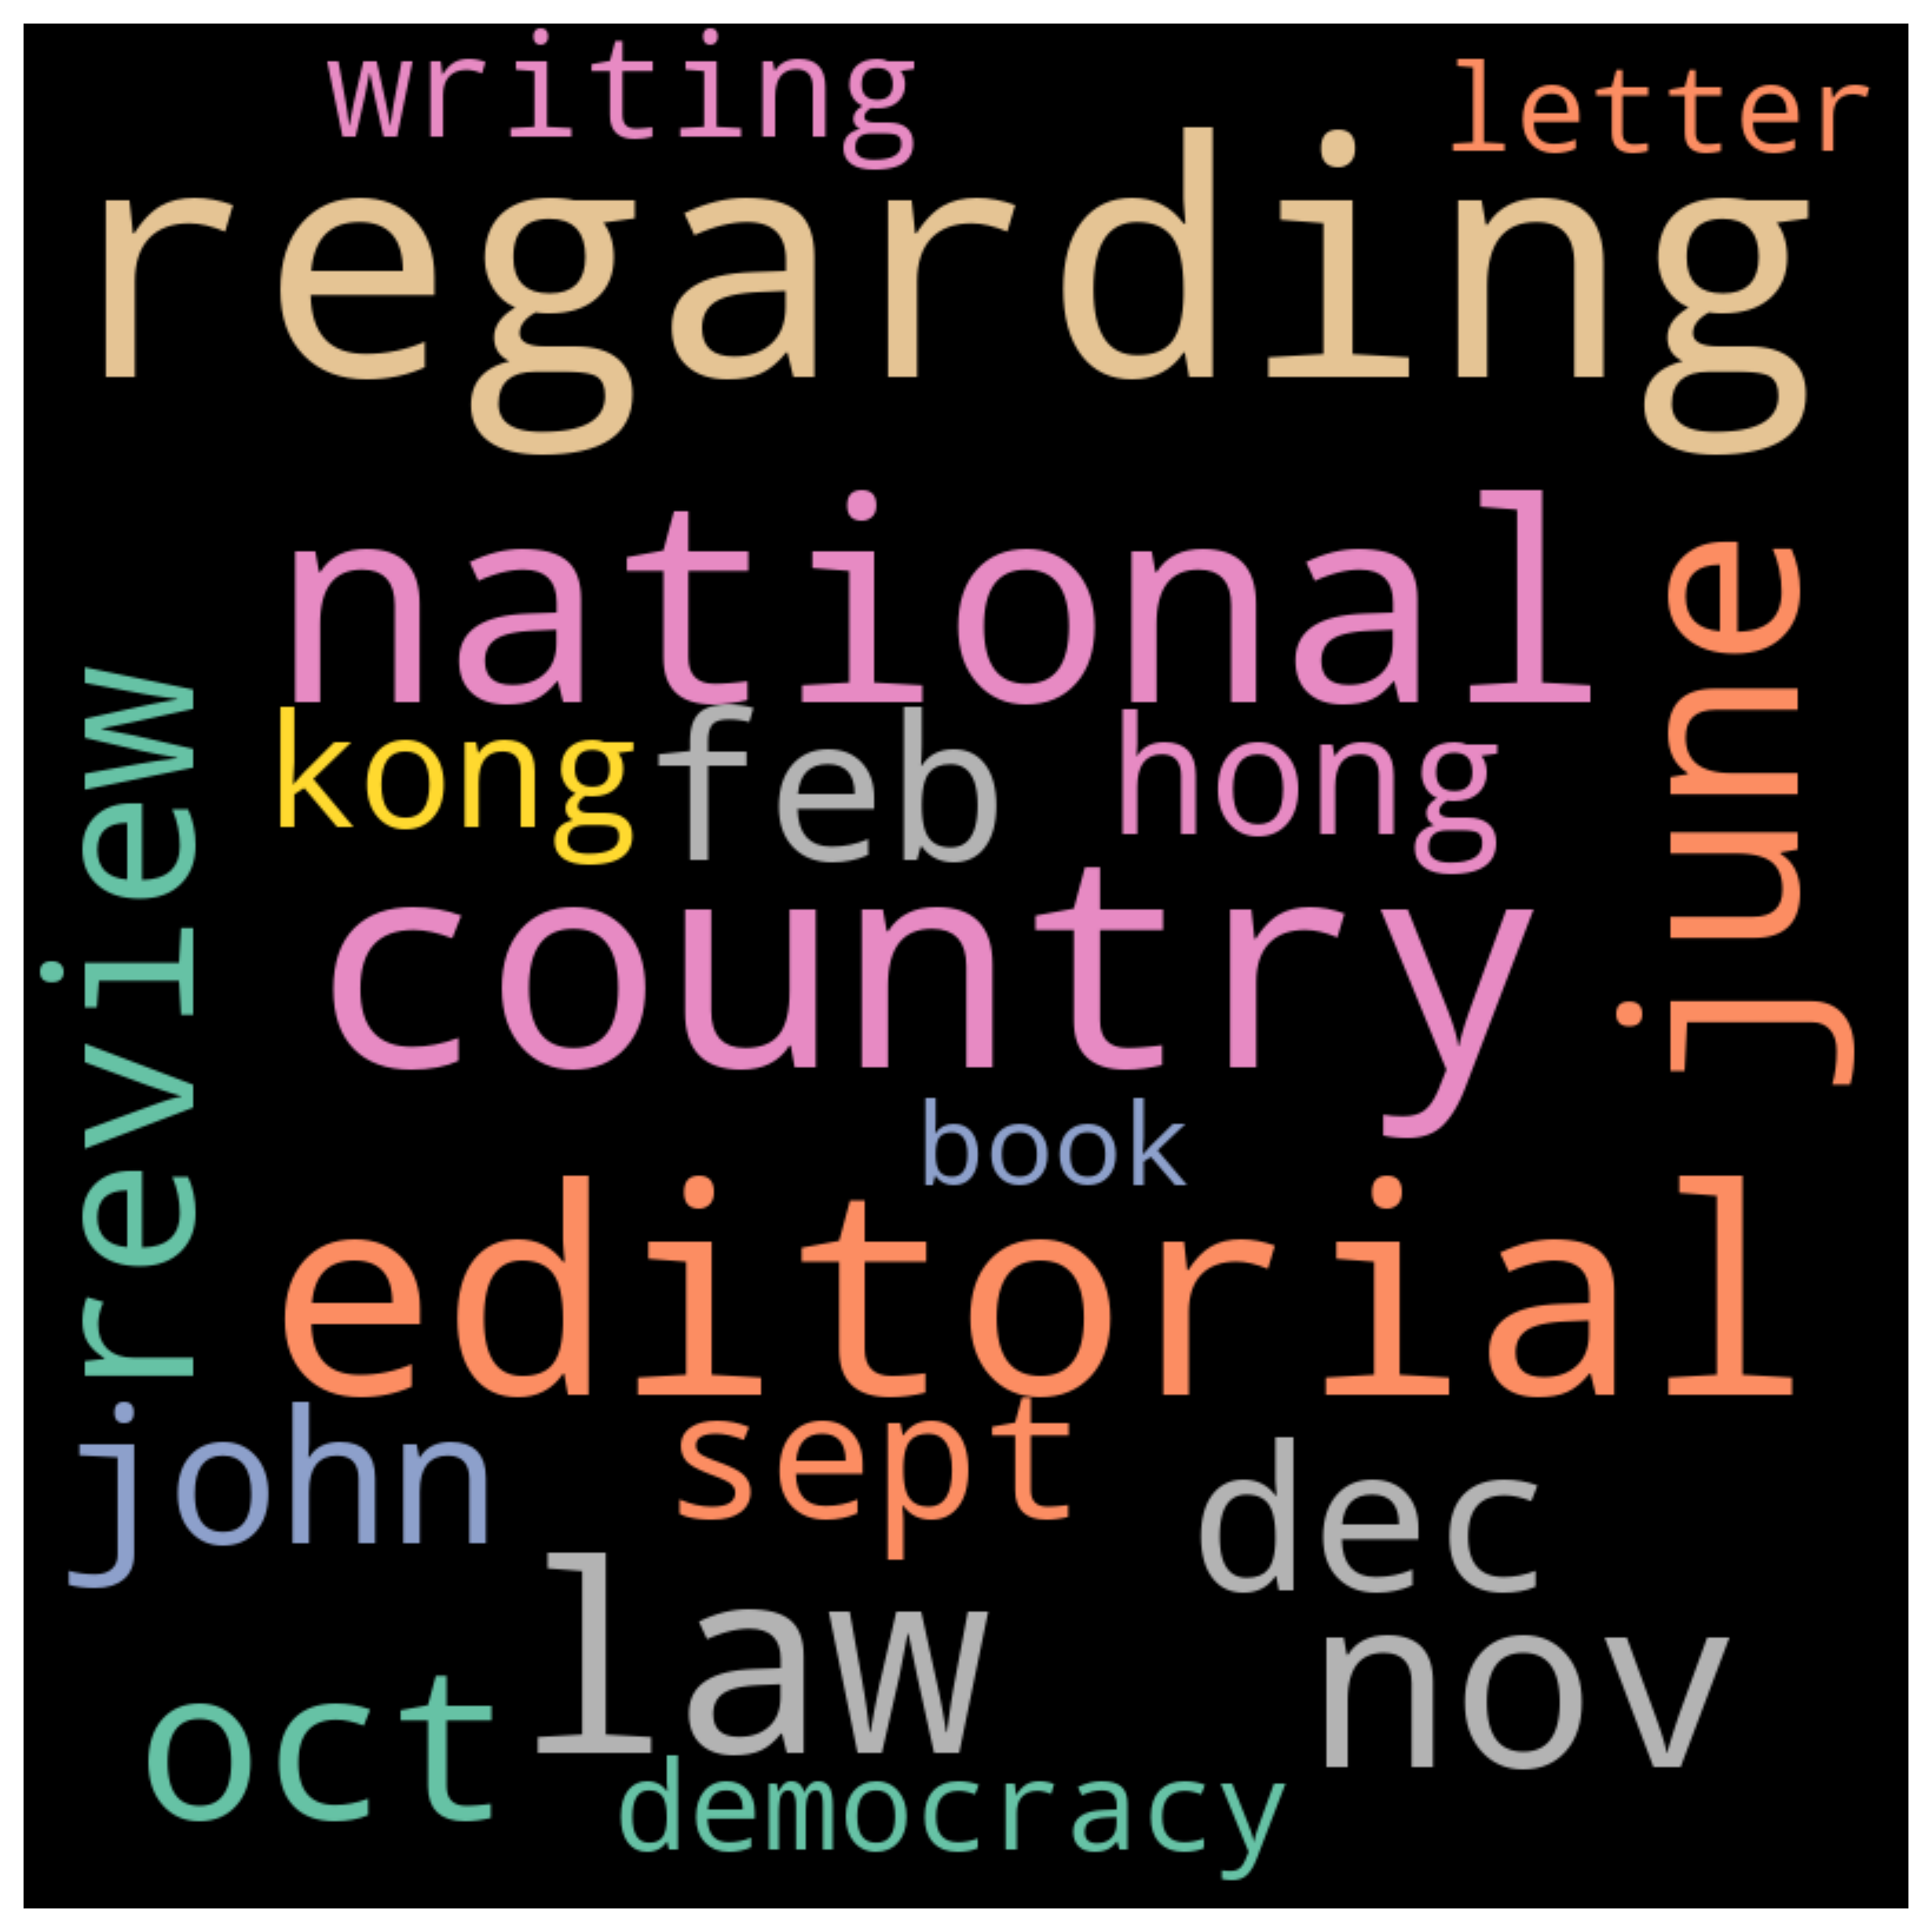 writing
letter
regarding
national
june
review
kong
feb
hong
country
book
editorial
john
sept
dec
law
nov
oct
democracy